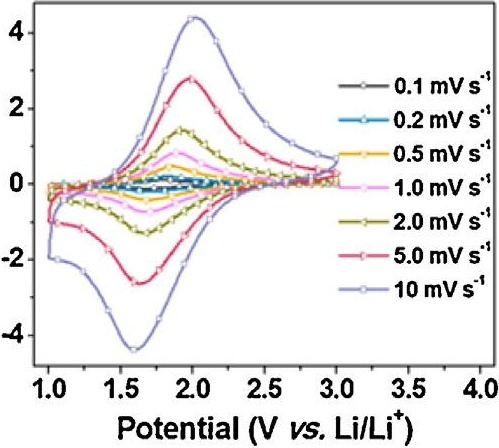 4
2
0
-2
-4
0.1 mV s⁻¹
0.2 mV s⁻¹
0.5 mV s⁻¹
1.0 mV s⁻¹
2.0 mV s⁻¹
5.0 mV s⁻¹
10 mV s⁻¹
1.0 1.5 2.0 2.5 3.0 3.5 4.0
Potential (V vs. Li/Li⁺)